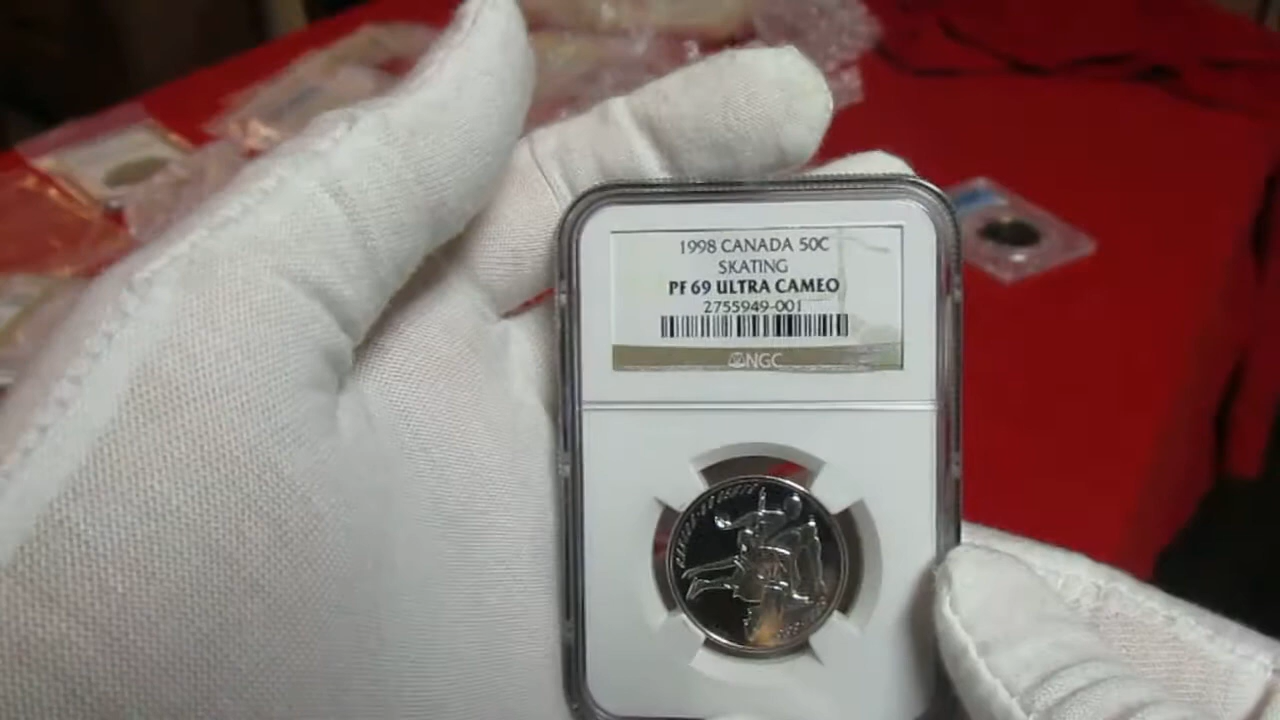 1998 CANADA 50C
SKATING
PF 69 ULTRA CAMEO
2755949-001
NGC